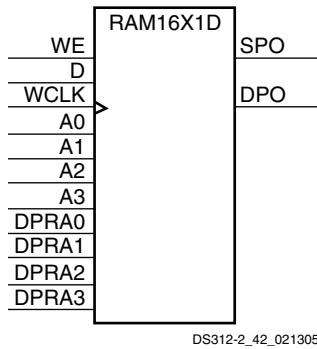 RAM16X1D
WE
SPO
D
WCLK
DPO
A0
A1
A2
A3
DPRA0
DPRA1
DPRA2
DPRA3
DS312-2_42_021305